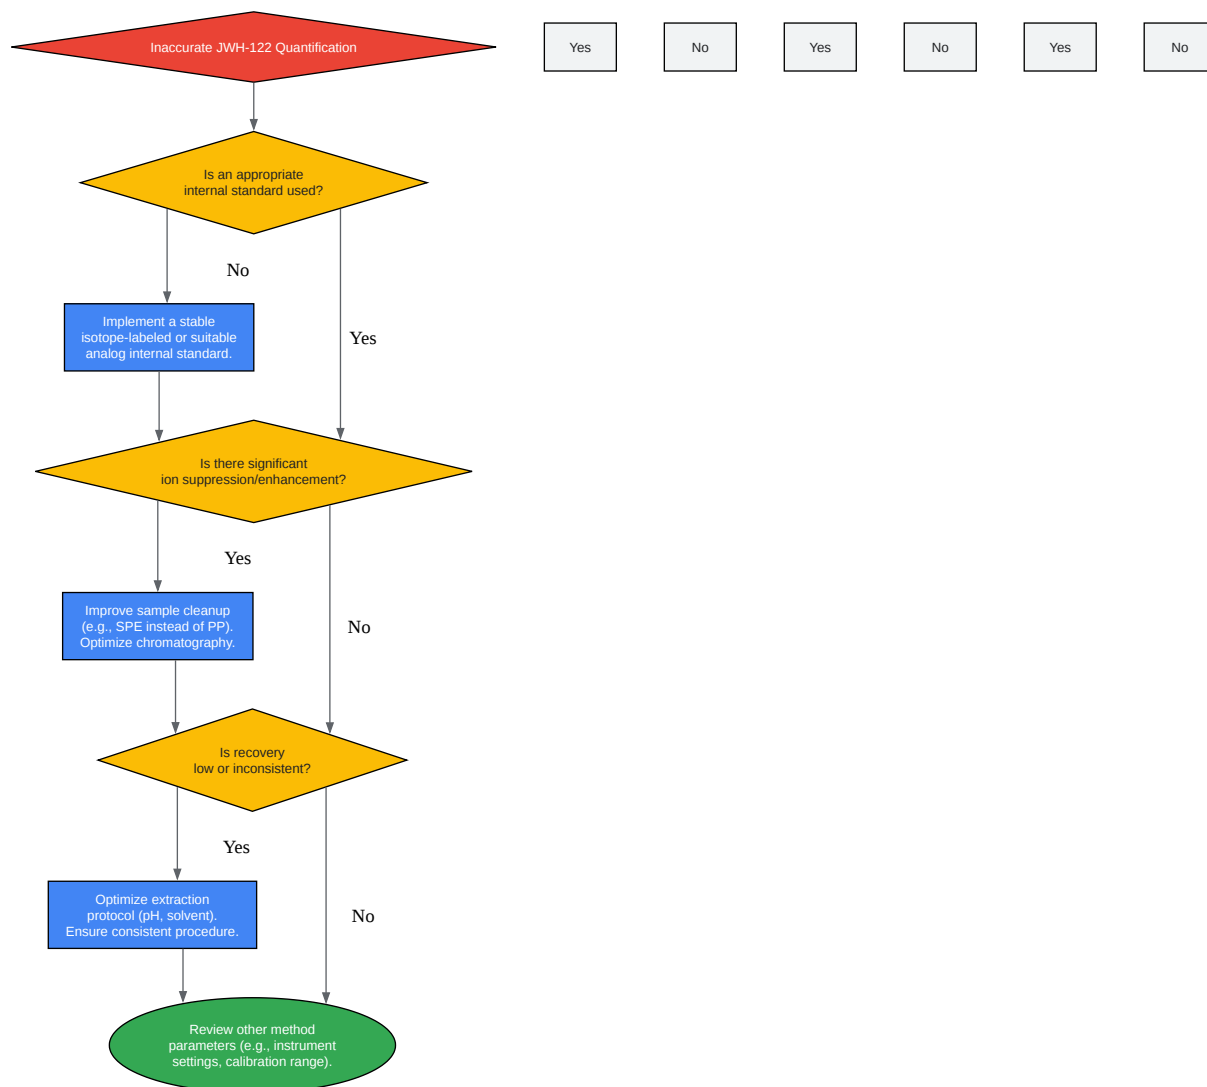 Inaccurate JWH-122 Quantification
Yes
No
Yes
No
Yes
No
Is an appropriate
internal standard used?
No
Implement a stable
isotope-labeled or suitable
analog internal standard.
Yes
Is there significant
ion suppression/enhancement?
Yes
Improve sample cleanup
(e.g., SPE instead of PP).
Optimize chromatography.
No
Is recovery
low or inconsistent?
Yes
Optimize extraction
protocol (pH, solvent).
Ensure consistent procedure.
No
Review other method
parameters (e.g., instrument
settings, calibration range).